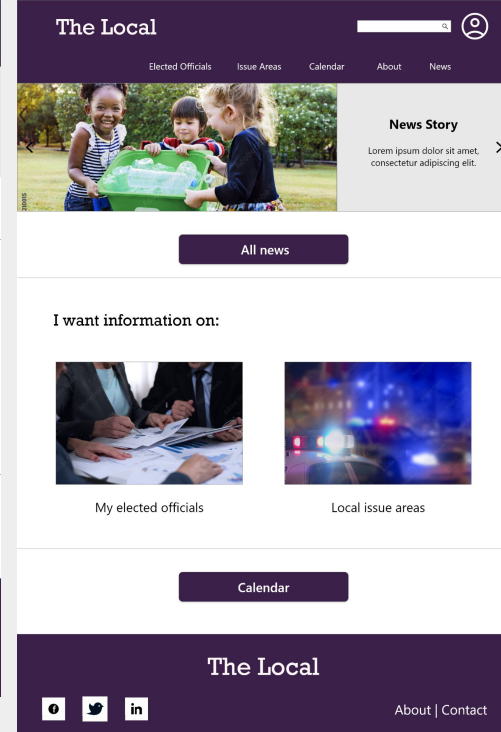 The Local
Elected Officials Issue Areas Calendar About News
News Story
Lorem ipsum dolor sit amet,
consectetur adipiscing elit.
All news
I want information on:
My elected officials Local issue areas
Calendar
The Local
About | Contact